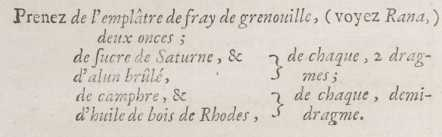 Prenez de l'emplâtre de fray de grenouille, (voyez Rana,)
deux onces ;
de sucre de Saturne, & } de chaque, 2 drag-
d'alun brûlé, } mes ;
de camphre, & } de chaque, demi-
d'huile de bois de Rhodes, } dragme.